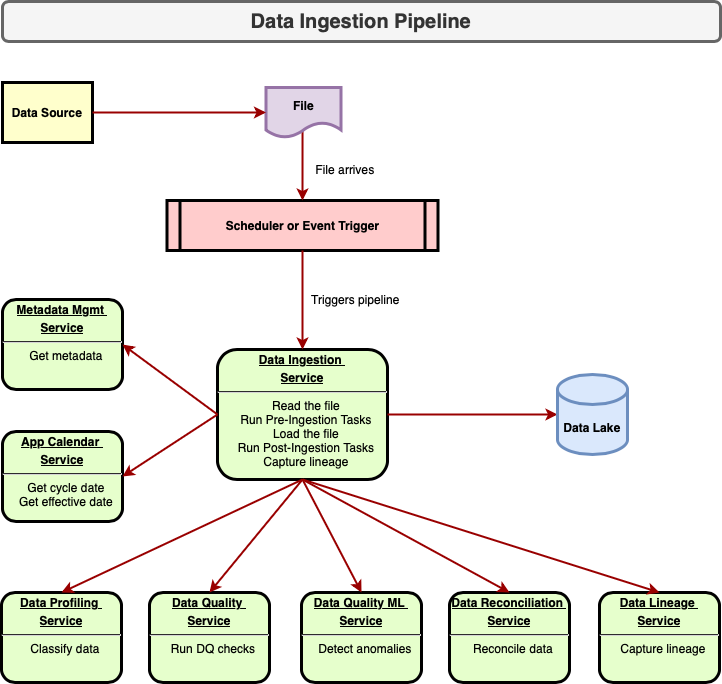 Data Ingestion Pipeline
Data Source
File
File arrives
Scheduler or Event Trigger
Triggers pipeline
Metadata Mgmt
Service
Get metadata
App Calendar
Service
Get cycle date
Get effective date
Data Ingestion
Service
Read the file
Run Pre-Ingestion Tasks
Load the file
Run Post-Ingestion Tasks
Capture lineage
Data Lake
Data Profiling
Service
Classify data
Data Quality
Service
Run DQ checks
Data Quality ML
Service
Detect anomalies
Data Reconciliation
Service
Reconcile data
Data Lineage
Service
Capture lineage